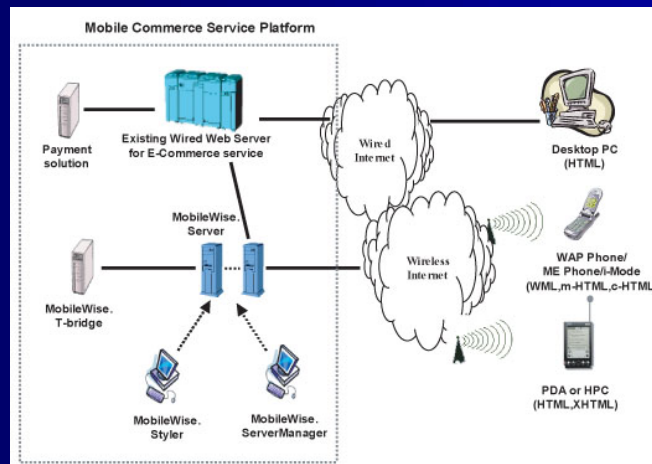 Mobile Commerce Service Platform
Payment
solution
Existing Wired Web Server
for E-Commerce service
Wired
Internet
Desktop PC
(HTML)
MobileWise.
Server
MobileWise.
T-bridge
Wireless
Internet
WAP Phone/
ME Phone/i-Mode
(WML,m-HTML,c-HTML
MobileWise.
Styler
MobileWise.
ServerManager
PDA or HPC
(HTML,XHTML)